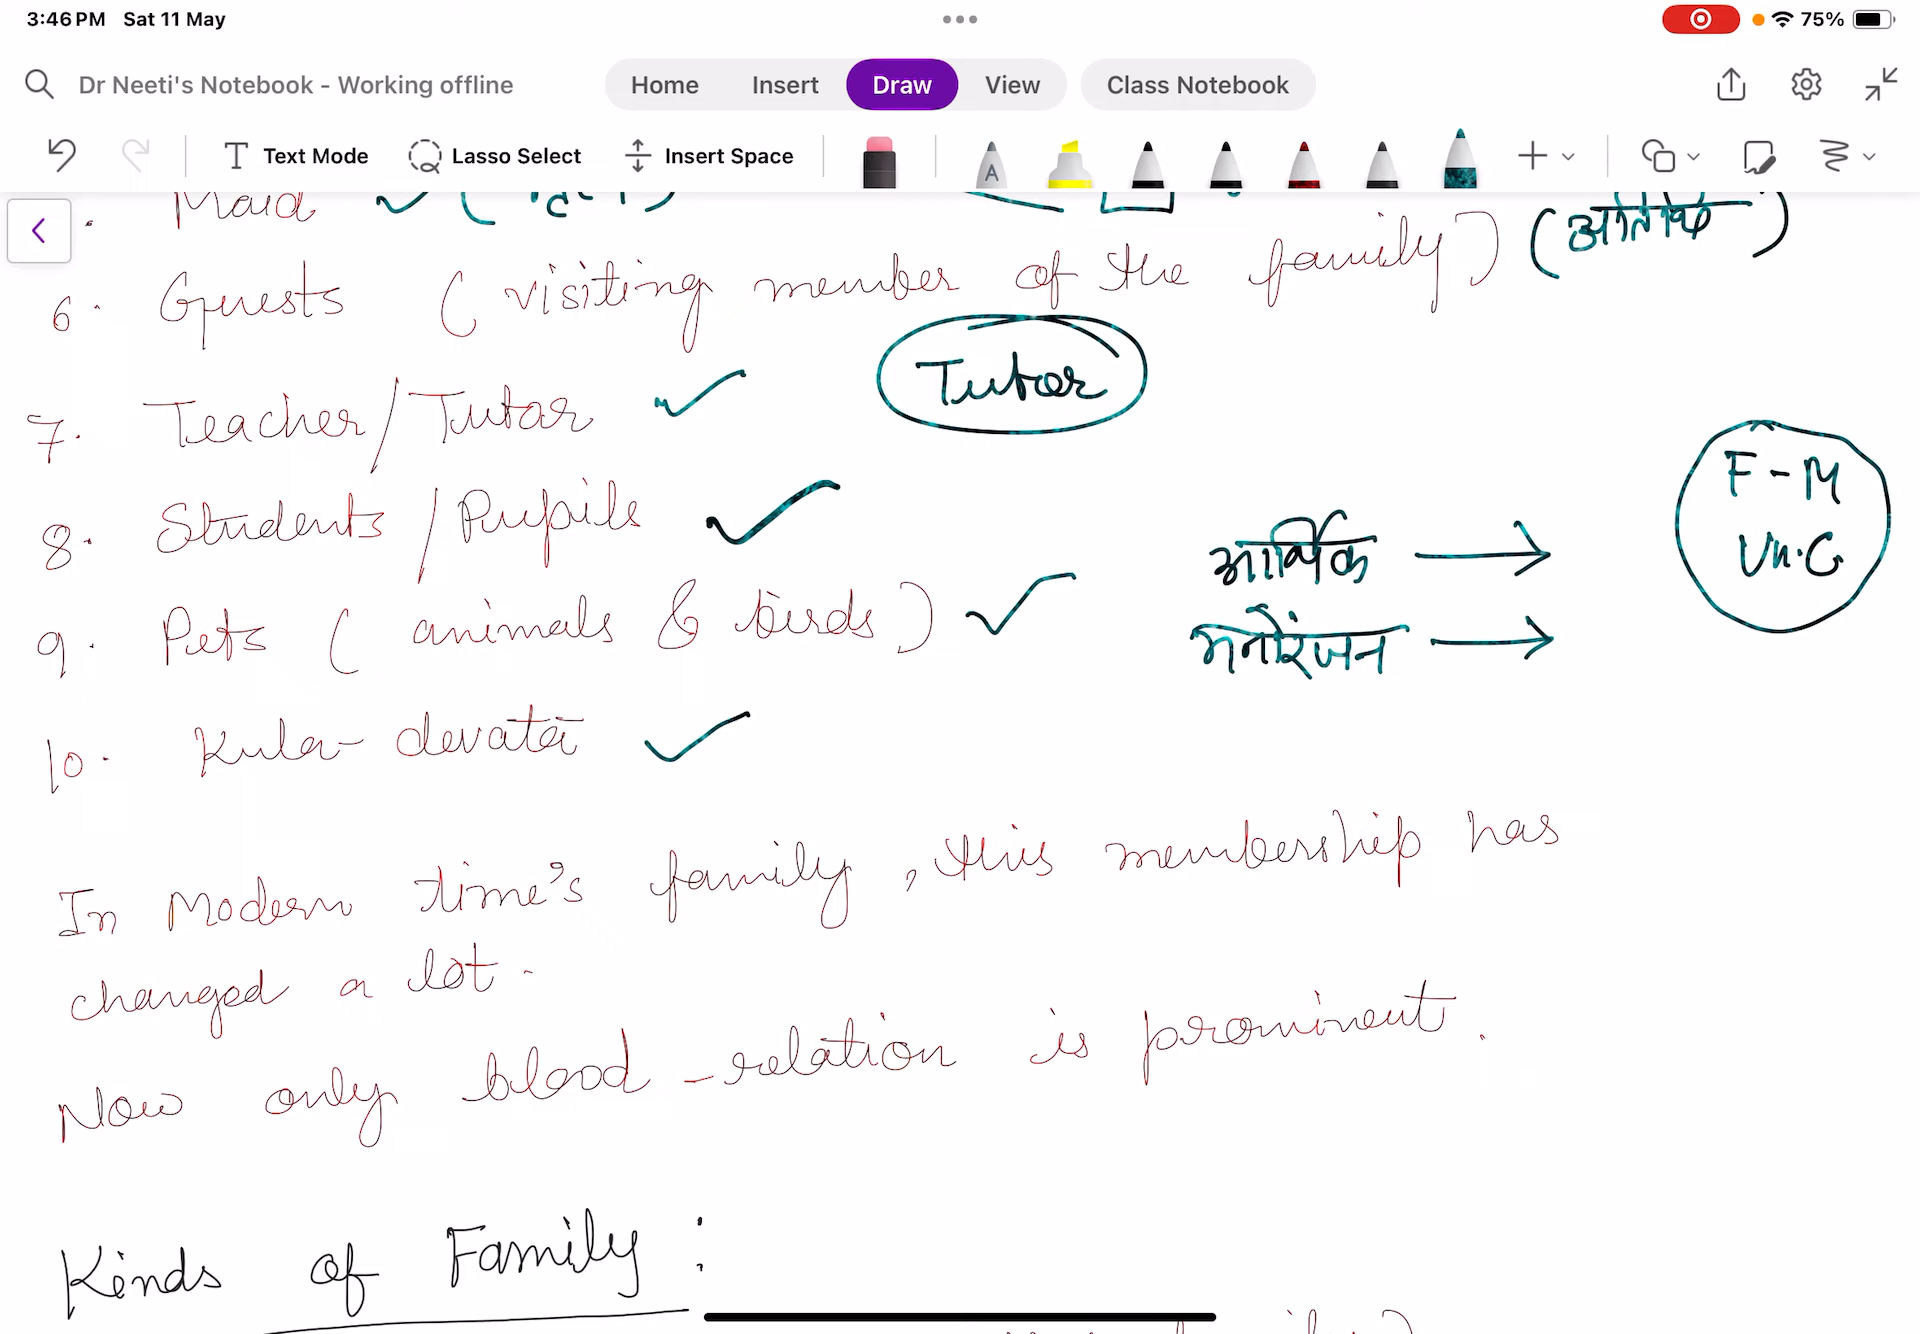 3:46 PM Sat 11 May
75%
Dr Neeti's Notebook - Working offline
Home Insert Draw View Class Notebook
Text Mode Lasso Select Insert Space
Maid
6. Guests ( visiting member of the family )
Tutor
7. Teacher/Tutor
F - M
Un.C
8. Students / Pupils
आर्थिक →
9. Pets ( animals & birds )
मनोरंजन →
10. Kula- devatā
In Modern time's family , this membership has
changed a lot .
Now only blood -relation is prominent .
Kinds of Family :